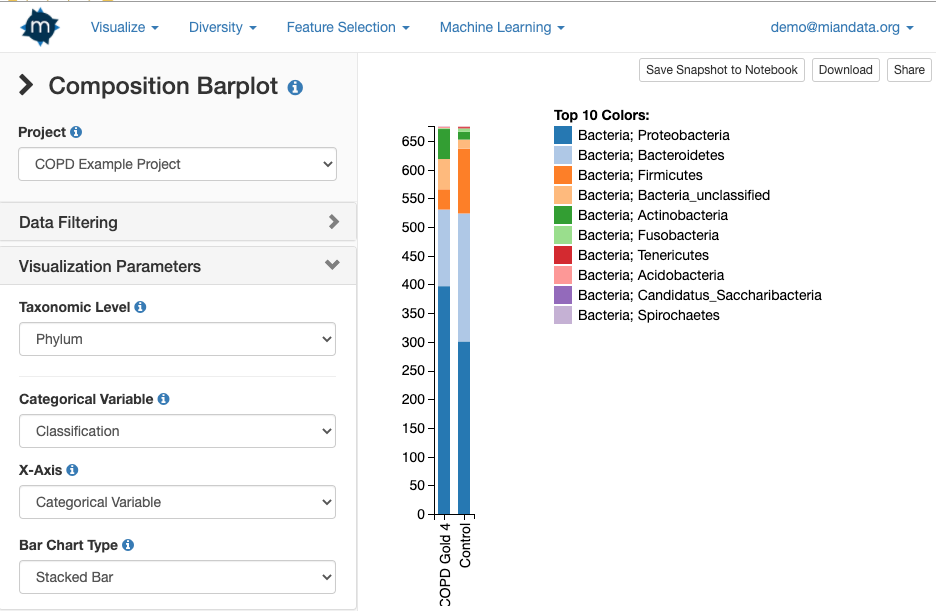 m
Visualize
Diversity
Feature Selection
Machine Learning
demo@miandata.org
Composition Barplot
Save Snapshot to Notebook
Download
Share
Project
COPD Example Project
Data Filtering
Visualization Parameters
Taxonomic Level
Phylum
Categorical Variable
Classification
X-Axis
Categorical Variable
Bar Chart Type
Stacked Bar
650
600
550
500
450
400
350
300
250
200
150
100
50
0
COPD Gold 4
Control
Top 10 Colors:
Bacteria; Proteobacteria
Bacteria; Bacteroidetes
Bacteria; Firmicutes
Bacteria; Bacteria_unclassified
Bacteria; Actinobacteria
Bacteria; Fusobacteria
Bacteria; Tenericutes
Bacteria; Acidobacteria
Bacteria; Candidatus_Saccharibacteria
Bacteria; Spirochaetes